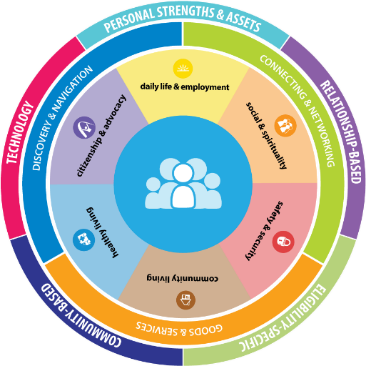 PERSONAL STRENGTHS & ASSETS
RELATIONSHIP-BASED
ELIGIBILITY-SPECIFIC
COMMUNITY-BASED
TECHNOLOGY
DISCOVERY & NAVIGATION
CONNECTING & NETWORKING
GOODS & SERVICES
daily life & employment
social & spirituality
safety & security
community living
healthy living
citizenship & advocacy